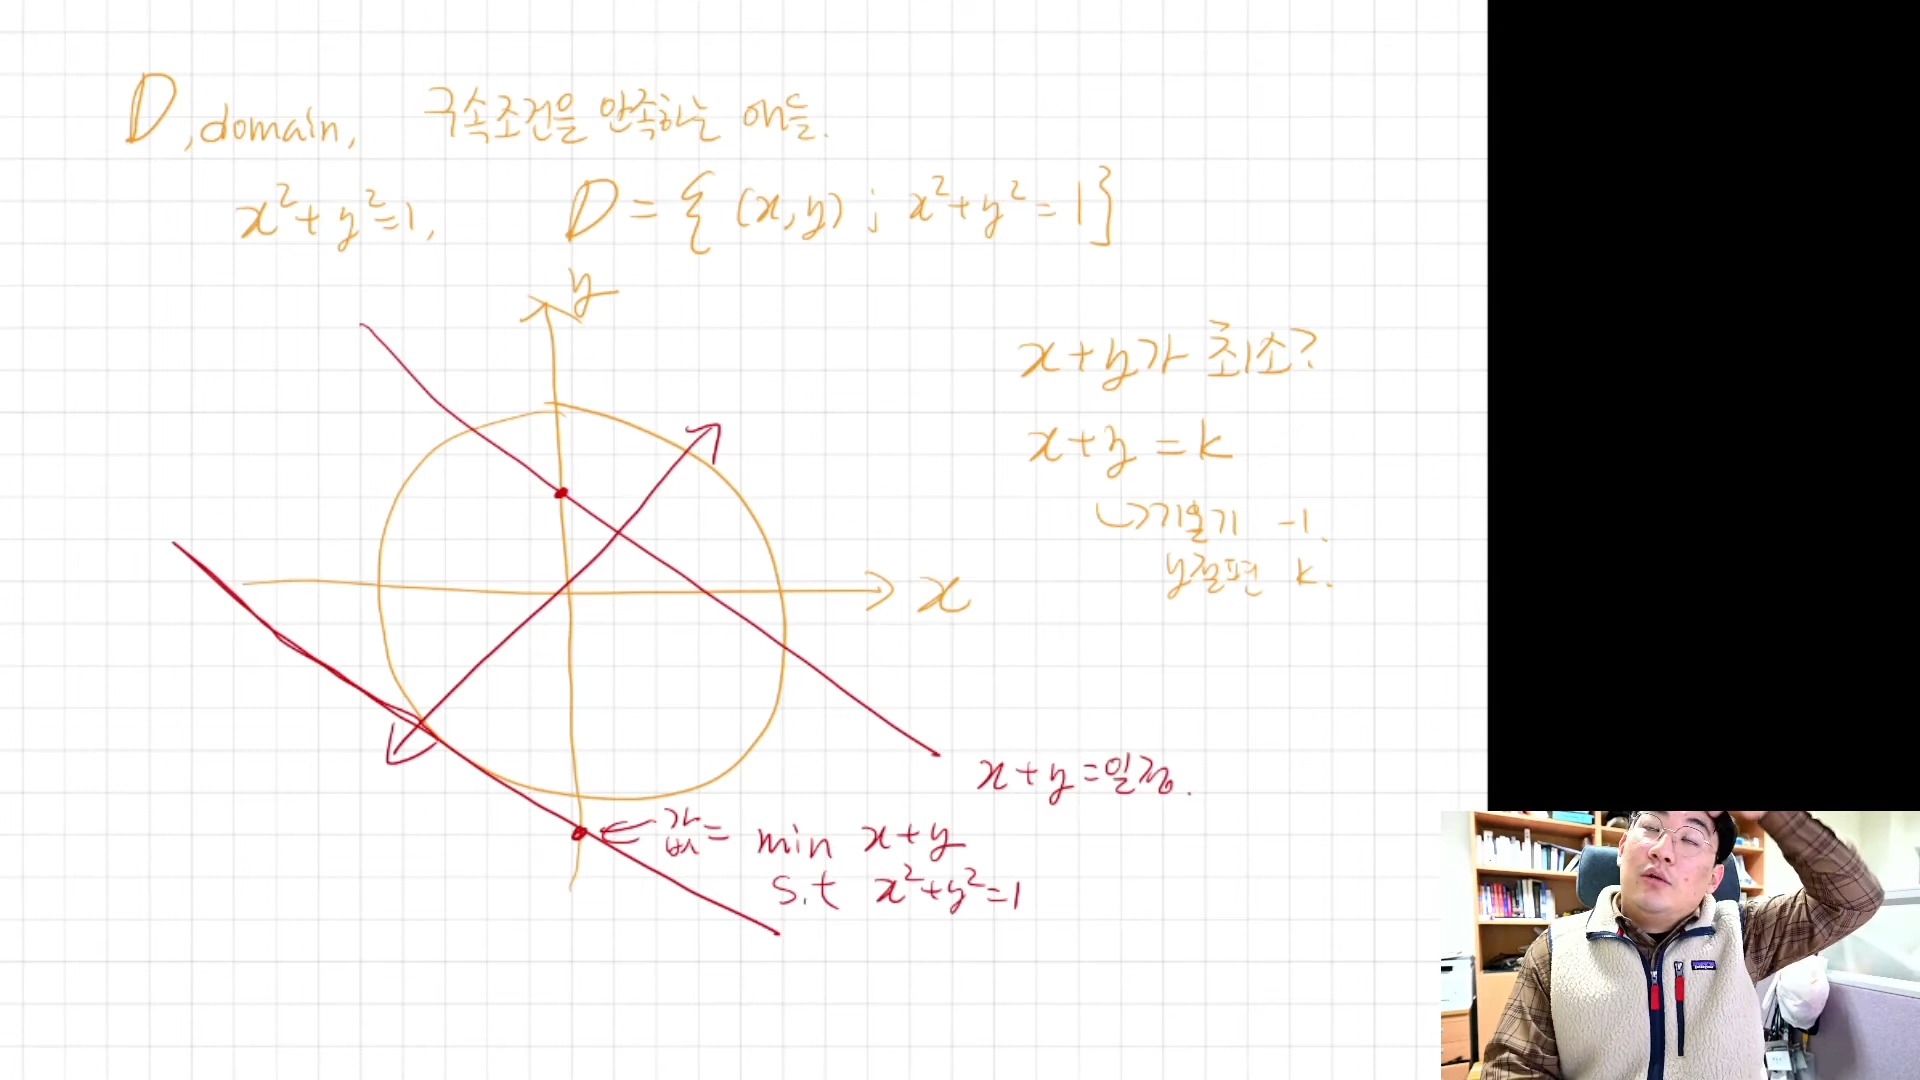 D, domain, 구속조건을 만족하는 애들.
x²+y²=1, D = { (x,y) ; x²+y² = 1 }
y
x+y가 최소?
x+y = k
↳ 기울기 -1.
y절편 k.
x
x+y=일정.
← 값 = min x+y
s.t x²+y²=1